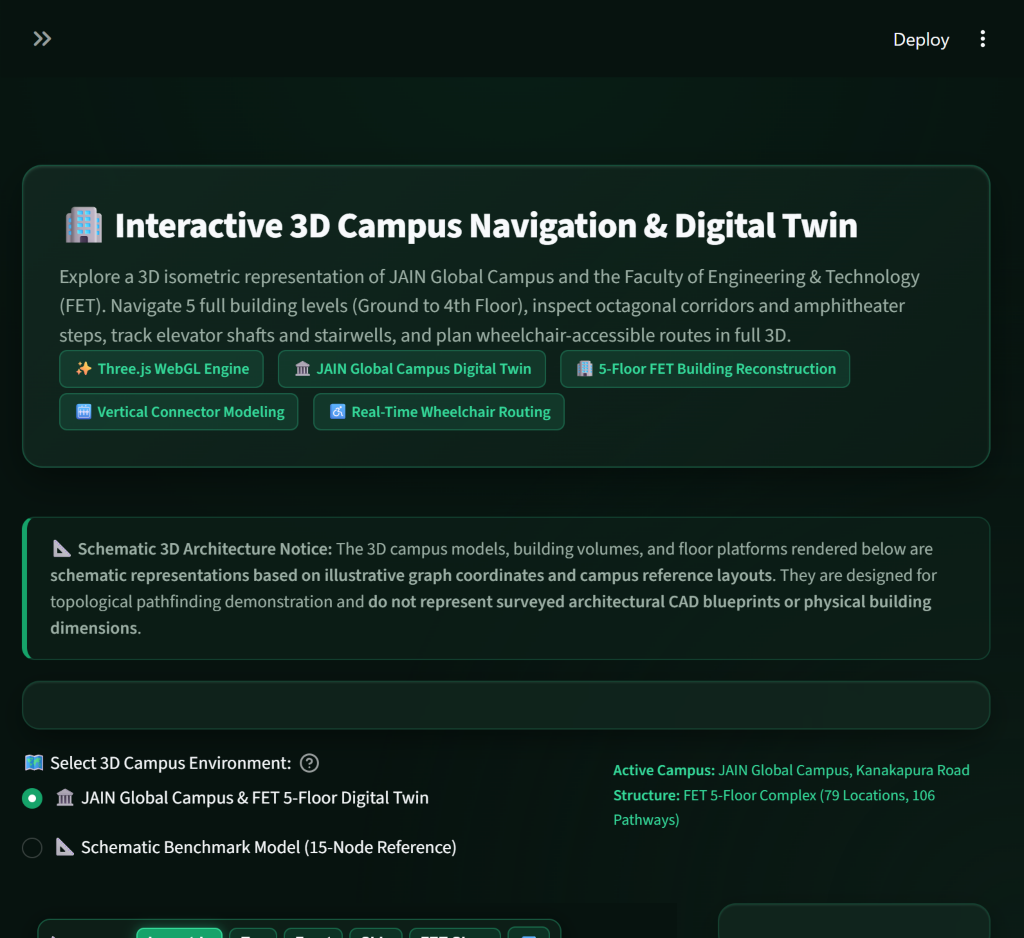 Deploy
Interactive 3D Campus Navigation & Digital Twin
Explore a 3D isometric representation of JAIN Global Campus and the Faculty of Engineering & Technology
(FET). Navigate 5 full building levels (Ground to 4th Floor), inspect octagonal corridors and amphitheater
steps, track elevator shafts and stairwells, and plan wheelchair-accessible routes in full 3D.
Three.js WebGL Engine
JAIN Global Campus Digital Twin
5-Floor FET Building Reconstruction
Vertical Connector Modeling
Real-Time Wheelchair Routing
Schematic 3D Architecture Notice: The 3D campus models, building volumes, and floor platforms rendered below are
schematic representations based on illustrative graph coordinates and campus reference layouts. They are designed for
topological pathfinding demonstration and do not represent surveyed architectural CAD blueprints or physical building
dimensions.
Select 3D Campus Environment:
JAIN Global Campus & FET 5-Floor Digital Twin
Schematic Benchmark Model (15-Node Reference)
Active Campus: JAIN Global Campus, Kanakapura Road
Structure: FET 5-Floor Complex (79 Locations, 106
Pathways)